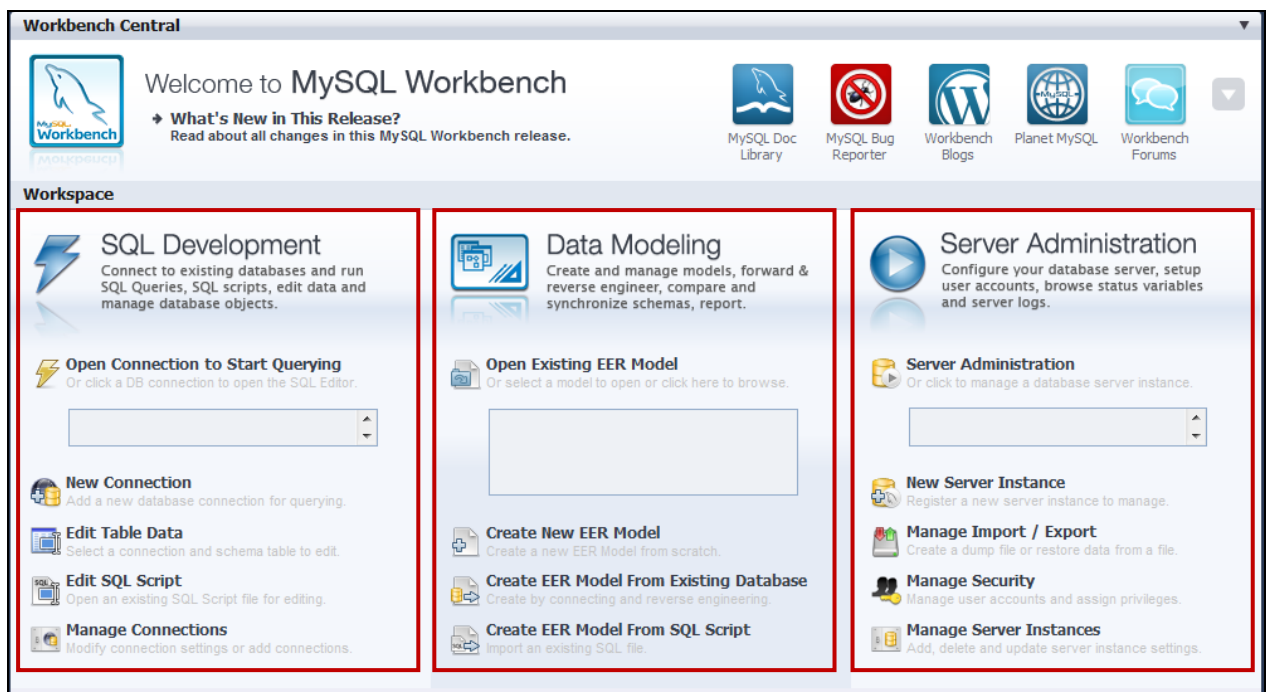 Workbench Central
MySQL
Workbench
Welcome to MySQL Workbench
What's New in This Release?
Read about all changes in this MySQL Workbench release.
MySQL Doc
Library
MySQL Bug
Reporter
Workbench
Blogs
MySQL
Planet MySQL
Workbench
Forums
Workspace
SQL Development
Connect to existing databases and run
SQL Queries, SQL scripts, edit data and
manage database objects.
Open Connection to Start Querying
Or click a DB connection to open the SQL Editor.
New Connection
Add a new database connection for querying.
Edit Table Data
Select a connection and schema table to edit.
SQL
Edit SQL Script
Open an existing SQL Script file for editing.
Manage Connections
Modify connection settings or add connections.
Data Modeling
Create and manage models, forward &
reverse engineer, compare and
synchronize schemas, report.
Open Existing EER Model
Or select a model to open or click here to browse.
Create New EER Model
Create a new EER Model from scratch.
Create EER Model From Existing Database
Create by connecting and reverse engineering.
Create EER Model From SQL Script
Import an existing SQL file.
Server Administration
Configure your database server, setup
user accounts, browse status variables
and server logs.
Server Administration
Or click to manage a database server instance.
New Server Instance
Register a new server instance to manage.
Manage Import / Export
Create a dump file or restore data from a file.
Manage Security
Manage user accounts and assign privileges.
Manage Server Instances
Add, delete and update server instance settings.